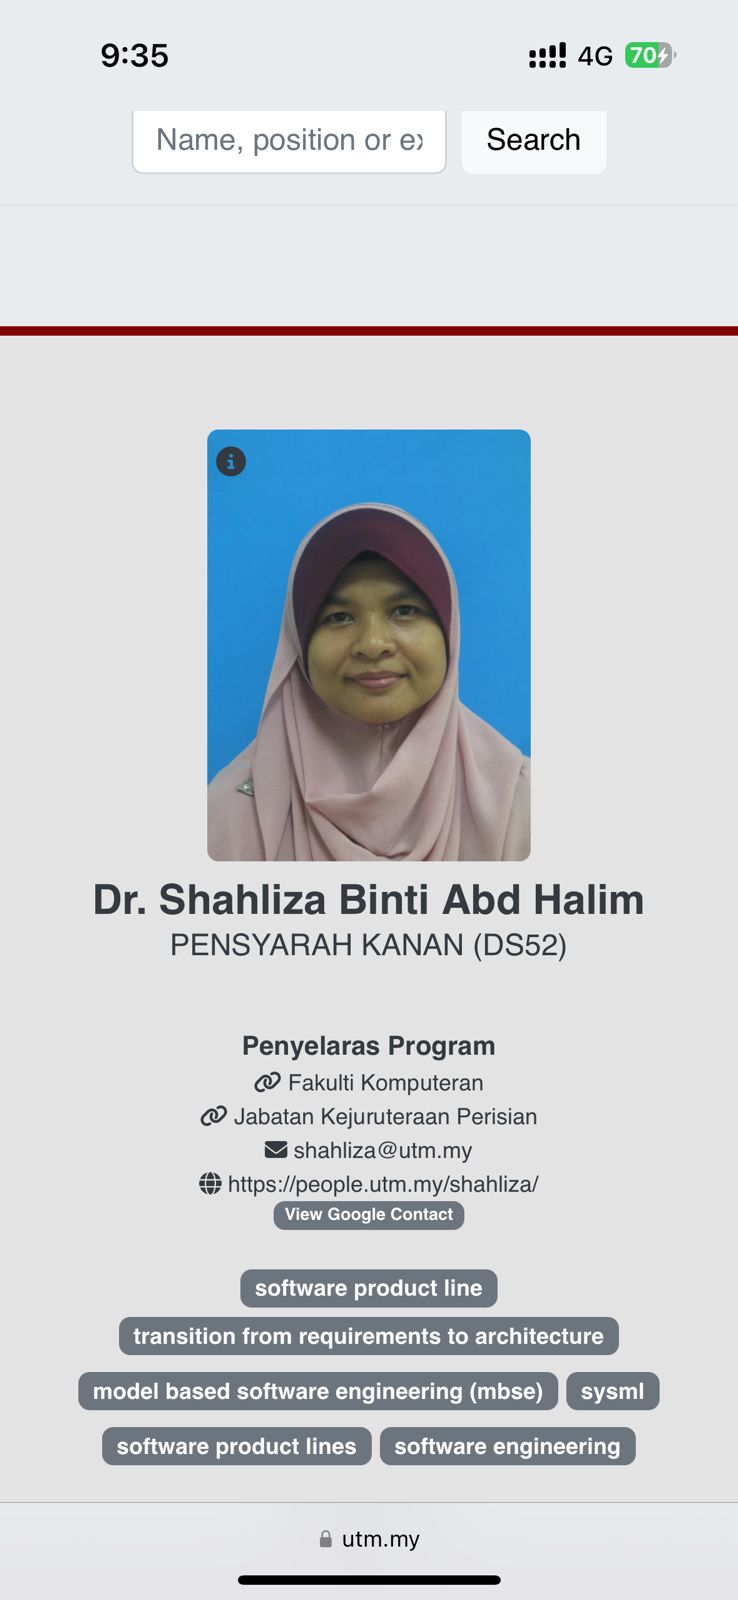 9:35
4G 70
Name, position or ex
Search
Dr. Shahliza Binti Abd Halim
PENSYARAH KANAN (DS52)
Penyelaras Program
Fakulti Komputeran
Jabatan Kejuruteraan Perisian
shahliza@utm.my
https://people.utm.my/shahliza/
View Google Contact
software product line
transition from requirements to architecture
model based software engineering (mbse) sysml
software product lines software engineering
utm.my